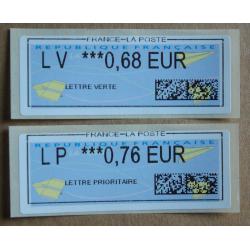 FRANCE-LA POSTE
REPUBLIQUE FRANÇAISE
LV ***0,68 EUR
LETTRE VERTE
FRANCE-LA POSTE
REPUBLIQUE FRANÇAISE
LP ***0,76 EUR
LETTRE PRIORITAIRE